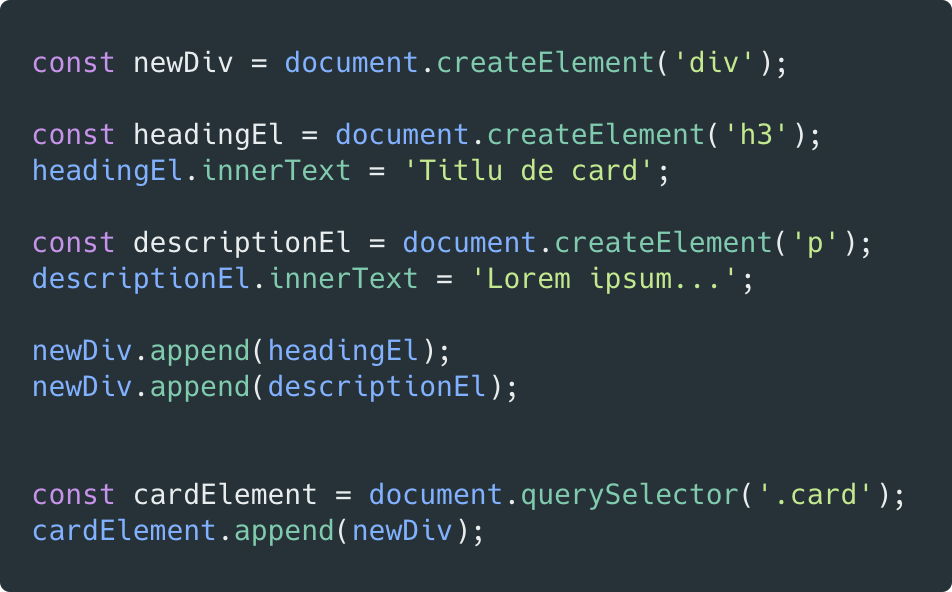 const newDiv = document.createElement('div');
const headingEl = document.createElement('h3');
headingEl.innerText = 'Titlu de card';
const descriptionEl = document.createElement('p');
descriptionEl.innerText = 'Lorem ipsum...';
newDiv.append(headingEl);
newDiv.append(descriptionEl);
const cardElement = document.querySelector('.card');
cardElement.append(newDiv);